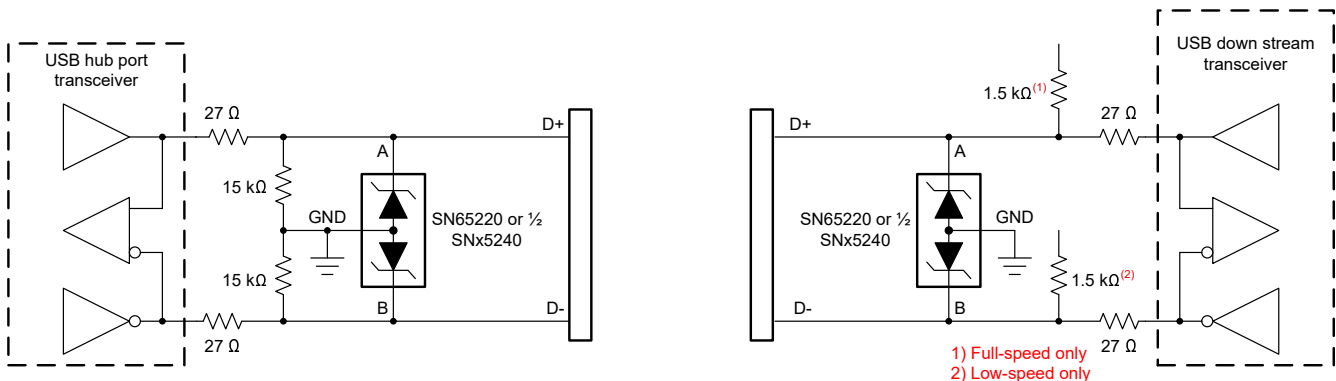 USB hub port
transceiver
27 Ω
D+
A
15 kΩ
GND
SN65220 or ½
SNx5240
15 kΩ
B
D-
27 Ω
USB down stream
transceiver
1.5 kΩ(1)
27 Ω
D+
A
SN65220 or ½
SNx5240
GND
1.5 kΩ(2)
D-
B
27 Ω
1) Full-speed only
2) Low-speed only